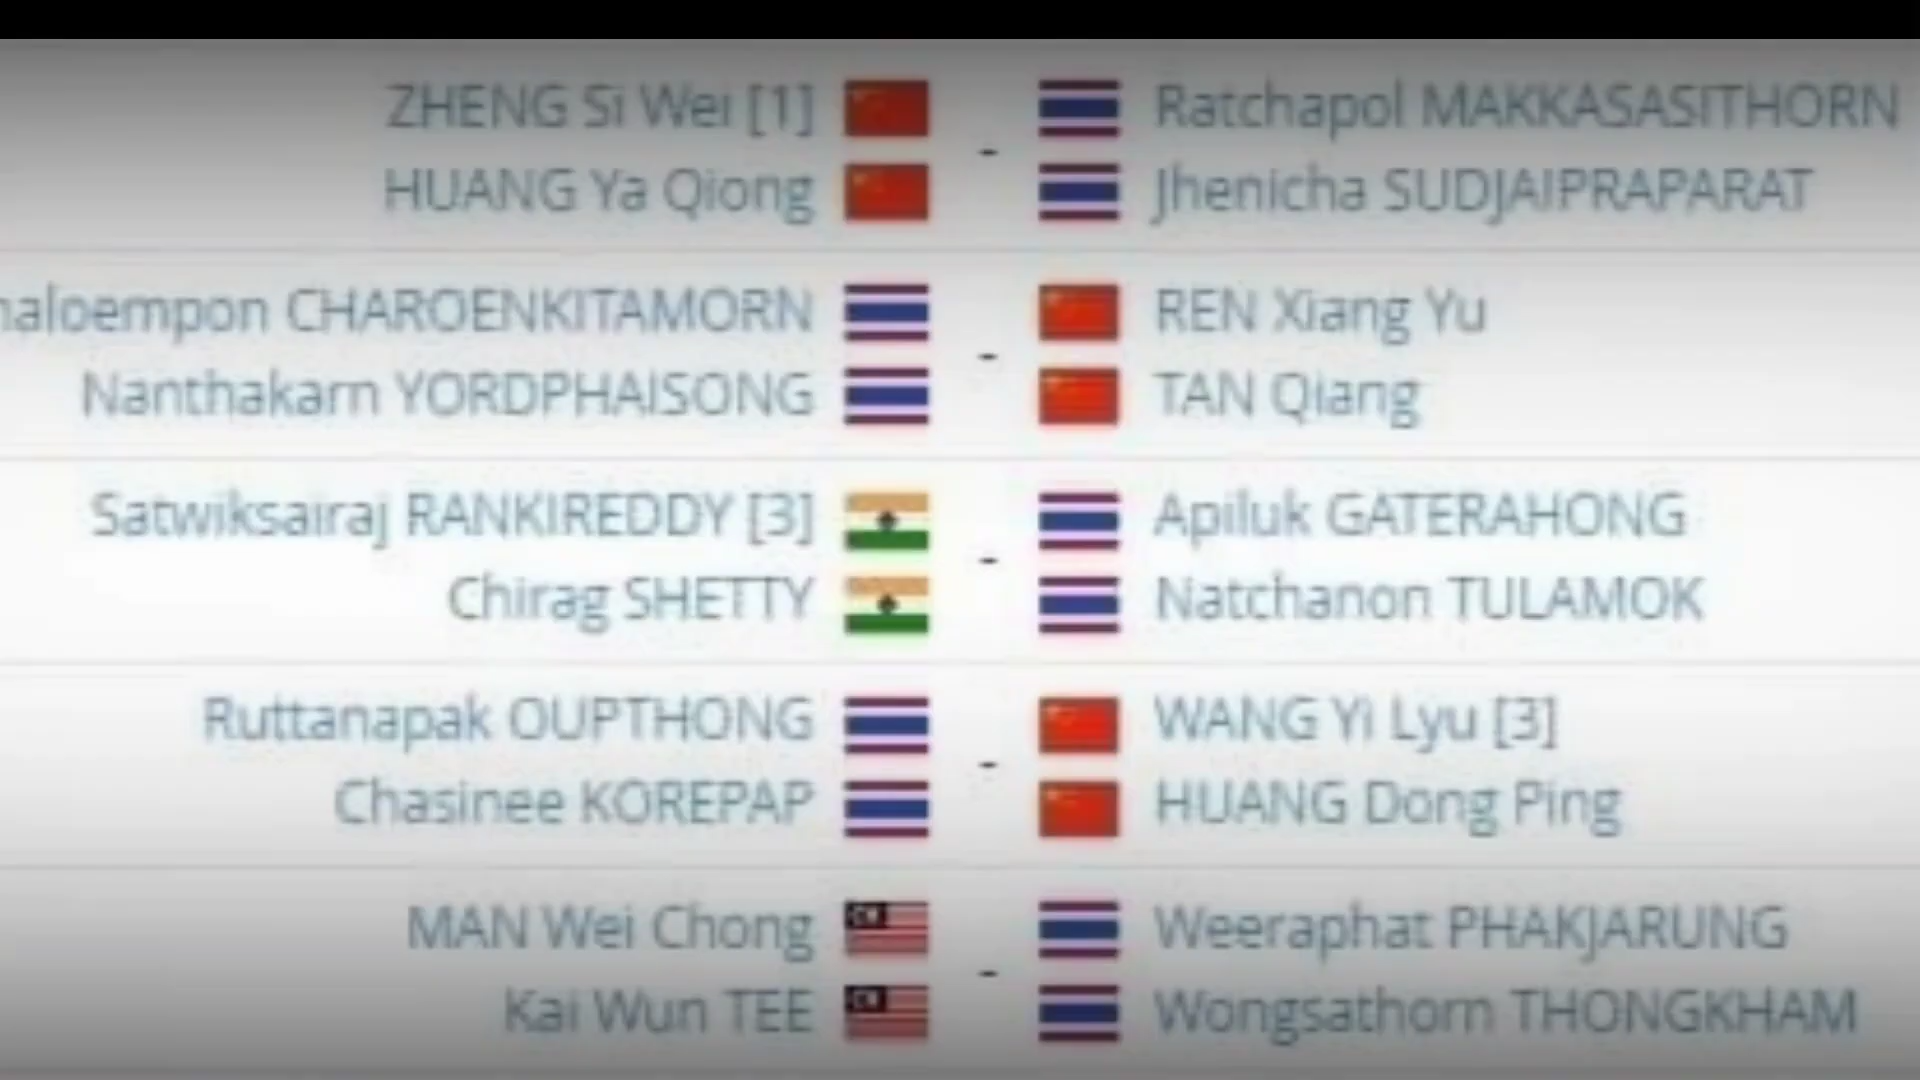 ZHENG Si Wei [1] - Ratchapol MAKKASASITHORN
HUANG Ya Qiong Jhenicha SUDJAIPRAPARAT
CHAROENKITAMORN - REN Xiang Yu
Nanthakarn YORDPHAISONG TAN Qiang
Satwiksairaj RANKIREDDY [3] - Apiluk GATERAHONG
Chirag SHETTY Natchanon TULAMOK
Ruttanapak OUPTHONG - WANG Yi Lyu [3]
Chasinee KOREPAP HUANG Dong Ping
MAN Wei Chong - Weeraphat PHAKJARUNG
Kai Wun TEE Wongsathorn THONGKHAM